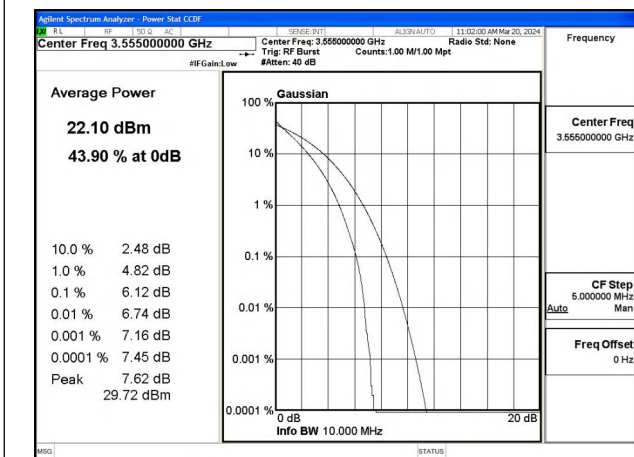 Agilent Spectrum Analyzer - Power Stat CCDF
RL RF 50 Ω AC SENSE:INT ALIGNAUTO 11:02:00 AM Mar 20, 2024
Center Freq 3.555000000 GHz
Center Freq: 3.555000000 GHz Radio Std: None
Trig: RF Burst Counts:1.00 M/1.00 Mpt
#IFGain:Low #Atten: 40 dB
Frequency
Average Power
22.10 dBm
43.90 % at 0dB
10.0 % 2.48 dB
1.0 % 4.82 dB
0.1 % 6.12 dB
0.01 % 6.74 dB
0.001 % 7.16 dB
0.0001 % 7.45 dB
Peak 7.62 dB
29.72 dBm
Gaussian
100 %
10 %
1 %
0.1 %
0.01 %
0.001 %
0.0001 %
0 dB 20 dB
Info BW 10.000 MHz
Center Freq
3.555000000 GHz
CF Step
5.000000 MHz
Auto Man
Freq Offset
0 Hz
MSG STATUS